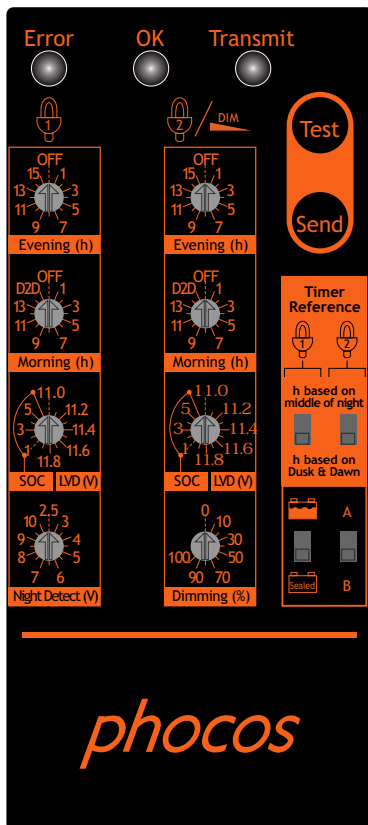 Error OK Transmit
1
2 DIM
Test
Send
OFF
15 1
13 3
11 5
9 7
Evening (h)
OFF
D2D 1
13 3
11 5
9 7
Morning (h)
11.0
5 11.2
3 11.4
1 11.6
11.8
SOC LVD (V)
2,5
10 3
9 4
8 5
7 6
Night Detect (V)
OFF
15 1
13 3
11 5
9 7
Evening (h)
OFF
D2D 1
13 3
11 5
9 7
Morning (h)
11.0
5 11.2
3 11.4
1 11.6
11.8
SOC LVD (V)
0
10
30
100 50
90 70
Dimming (%)
Timer
Reference
1 2
h based on
middle of night
h based on
Dusk & Dawn
A
Sealed B
phocos